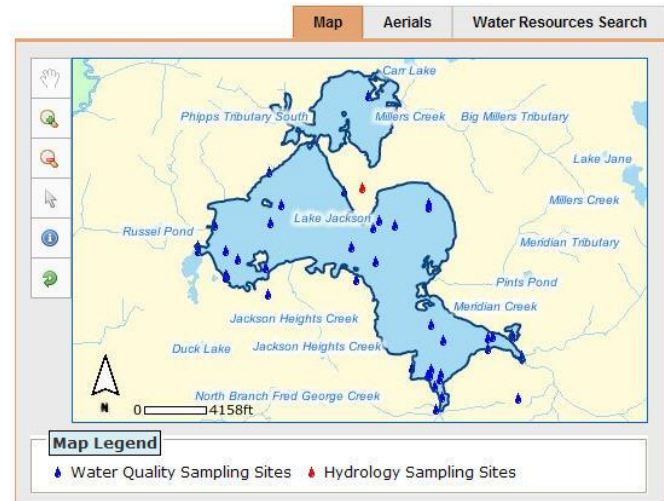 Map Aerials Water Resources Search
Carr Lake
Phipps Tributary South Millers Creek Big Millers Tributary
Lake Jane
Millers Creek
Lake Jackson
Russel Pond
Meridian Tributary
Pints Pond
Meridian Creek
Jackson Heights Creek
Duck Lake Jackson Heights Creek
North Branch Fred George Creek
N 0 4158ft
Map Legend
Water Quality Sampling Sites Hydrology Sampling Sites